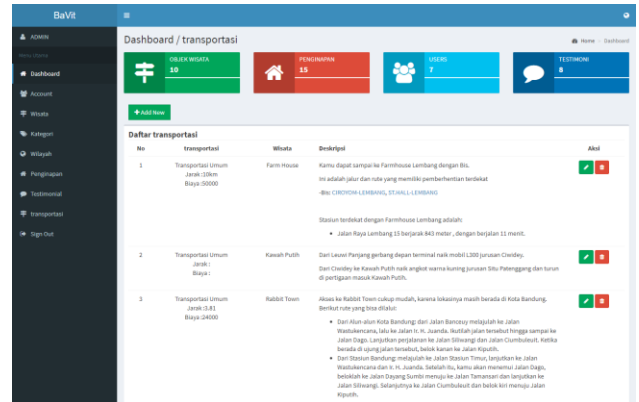 BaVit
ADMIN
Menu Utama
Dashboard
Account
Wisata
Kategori
Wilayah
Penginapan
Testimonial
transportasi
Sign Out
Dashboard / transportasi
Home
Dashboard
OBJEK WISATA
10
PENGINAPAN
15
USERS
7
TESTIMONI
8
+ Add New
Daftar transportasi
No transportasi Wisata Deskripsi Aksi
1 Transportasi Umum Farm House Kamu dapat sampai ke Farmhouse Lembang dengan Bis.
Jarak :10km
Biaya :50000
Ini adalah jalur dan rute yang memiliki pemberhentian terdekat
-Bis: CIROYOM-LEMBANG, ST.HALL-LEMBANG
Stasiun terdekat dengan Farmhouse Lembang adalah:
• Jalan Raya Lembang 15 berjarak 843 meter , dengan berjalan 11 menit.
2 Transportasi Umum Kawah Putih Dari Leuwi Panjang gerbang depan terminal naik mobil L300 jurusan Ciwidey.
Jarak :
Biaya :
Dari Ciwidey ke Kawah Putih naik angkot warna kuning jurusan Situ Patenggang dan turun
di pertigaan masuk Kawah Putih.
3 Transportasi Umum Rabbit Town Akses ke Rabbit Town cukup mudah, karena lokasinya masih berada di Kota Bandung.
Jarak :3.81
Biaya :24000
Berikut rute yang bisa dilalui:
• Dari Alun-alun Kota Bandung: dari Jalan Banceuy melajulah ke Jalan
Wastukencana, lalu ke Jalan Ir. H. Juanda. Ikutilah jalan tersebut hingga sampai ke
Jalan Dago. Lanjutkan perjalanan ke Jalan Siliwangi dan Jalan Ciumbuleuit. Ketika
berada di ujung jalan tersebut, belok kanan ke Jalan Kiputih.
• Dari Stasiun Bandung: melajulah ke Jalan Stasiun Timur, lanjutkan ke Jalan
Wastukencana dan Ir. H. Juanda. Setelah itu, kamu akan menemui Jalan Dago,
beloklah ke Jalan Dayang Sumbi menuju ke Jalan Tamansari dan lanjutkan ke
Jalan Siliwangi. Selanjutnya ke Jalan Ciumbuleuit dan belok kiri menuju Jalan
Kiputih.